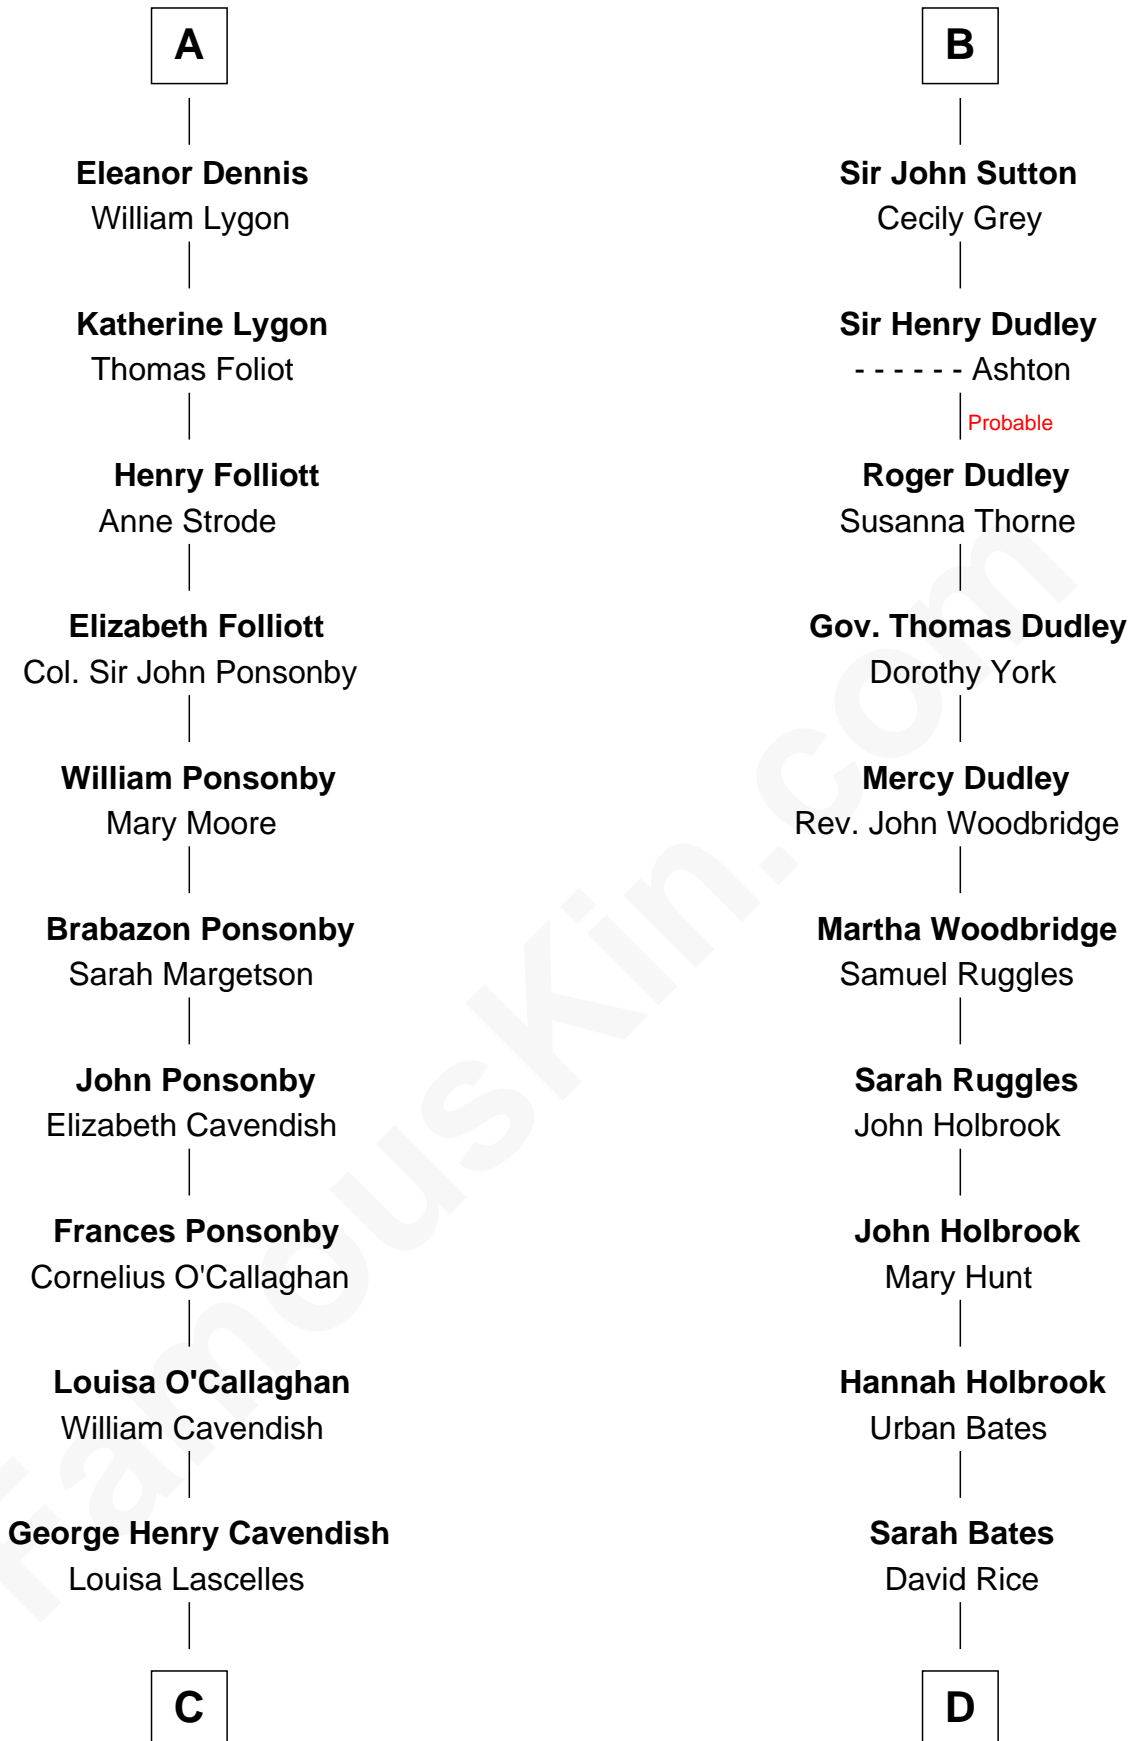 A
Eleanor Dennis
William Lygon
Katherine Lygon
Thomas Foliot
Henry Folliott
Anne Strode
Elizabeth Folliott
Col. Sir John Ponsonby
William Ponsonby
Mary Moore
Brabazon Ponsonby
Sarah Margetson
John Ponsonby
Elizabeth Cavendish
Frances Ponsonby
Cornelius O'Callaghan
Louisa O'Callaghan
William Cavendish
George Henry Cavendish
Louisa Lascelles
C
B
Sir John Sutton
Cecily Grey
Sir Henry Dudley
- - - - - - Ashton
Probable
Roger Dudley
Susanna Thorne
Gov. Thomas Dudley
Dorothy York
Mercy Dudley
Rev. John Woodbridge
Martha Woodbridge
Samuel Ruggles
Sarah Ruggles
John Holbrook
John Holbrook
Mary Hunt
Hannah Holbrook
Urban Bates
Sarah Bates
David Rice
D
FamousKin.com